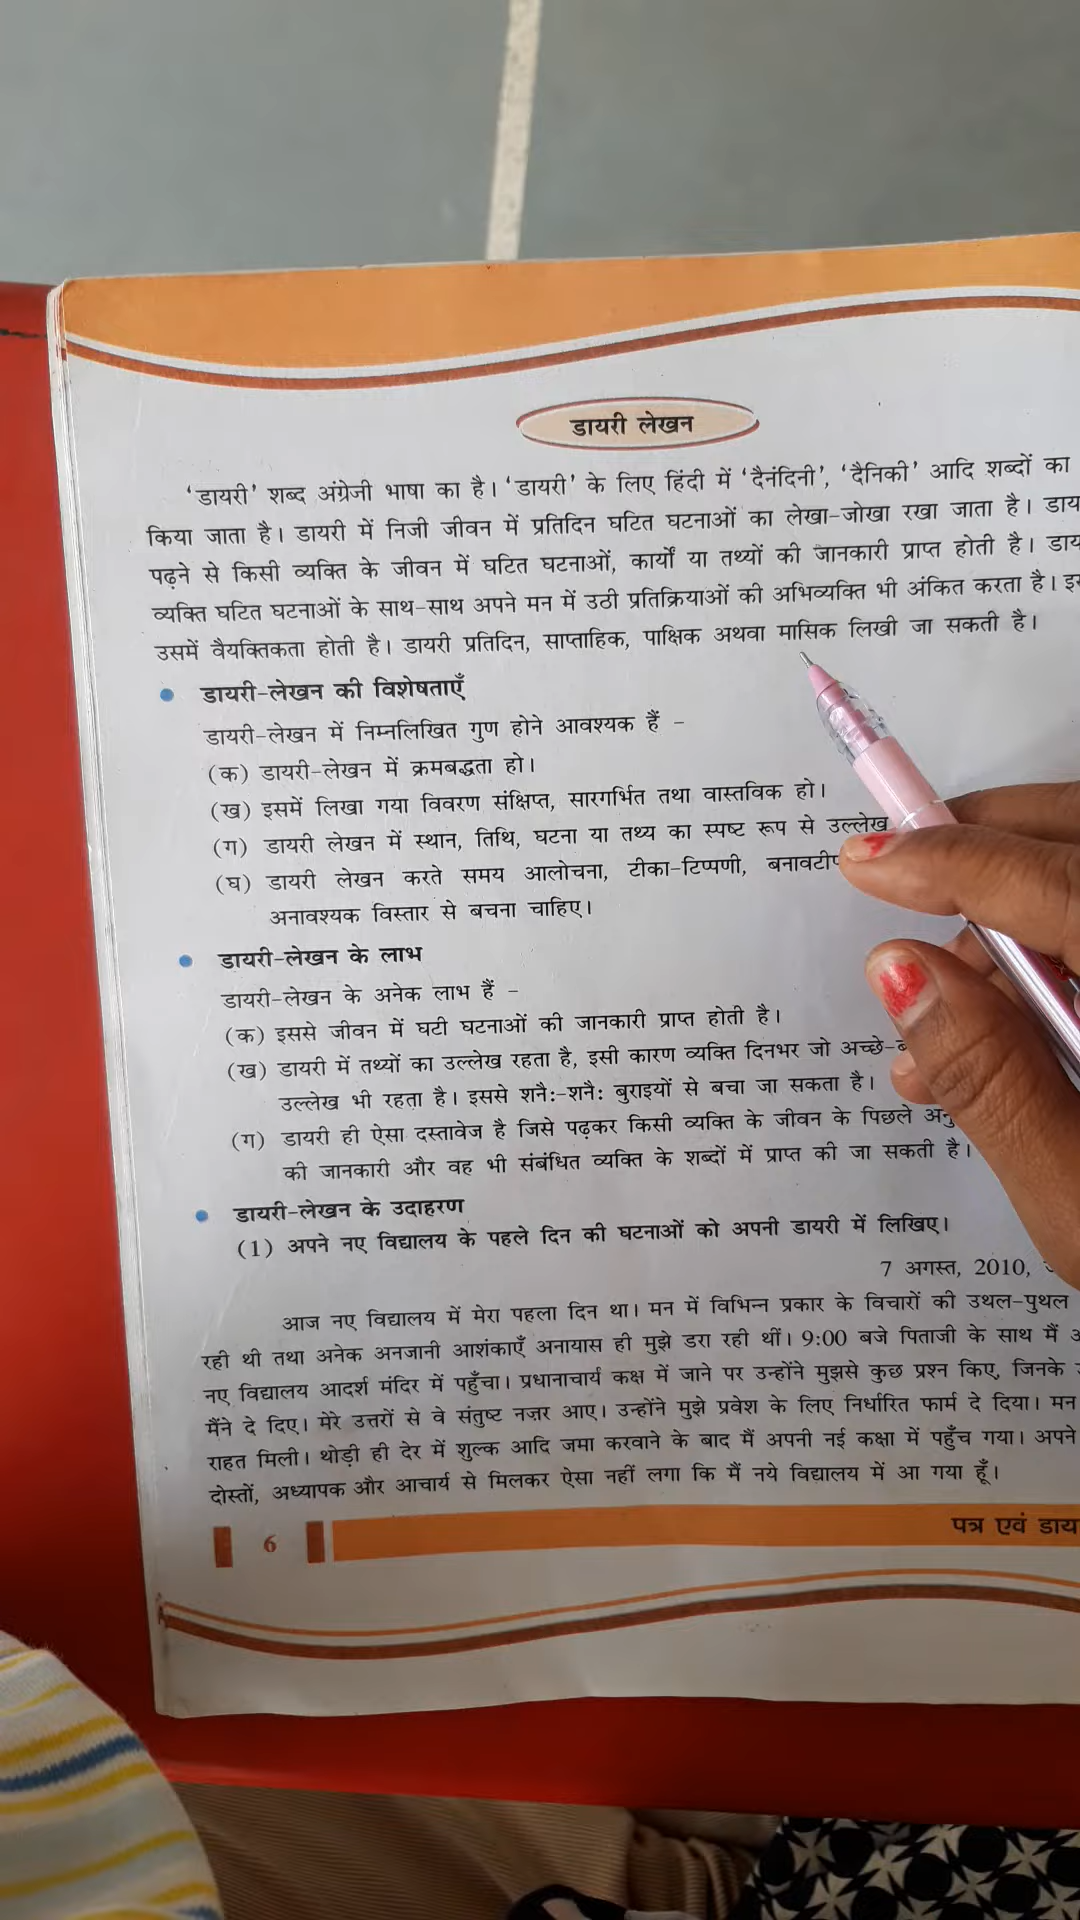 डायरी लेखन
‘डायरी’ शब्द अंग्रेजी भाषा का है। ‘डायरी’ के लिए हिंदी में ‘दैनंदिनी’, ‘दैनिकी’ आदि शब्दों का
किया जाता है। डायरी में निजी जीवन में प्रतिदिन घटित घटनाओं का लेखा-जोखा रखा जाता है। डाय
पढ़ने से किसी व्यक्ति के जीवन में घटित घटनाओं, कार्यों या तथ्यों की जानकारी प्राप्त होती है। डाय
व्यक्ति घटित घटनाओं के साथ-साथ अपने मन में उठी प्रतिक्रियाओं की अभिव्यक्ति भी अंकित करता है।
उसमें वैयक्तिकता होती है। डायरी प्रतिदिन, साप्ताहिक, पाक्षिक अथवा मासिक लिखी जा सकती है।
• डायरी-लेखन की विशेषताएँ
डायरी-लेखन में निम्नलिखित गुण होने आवश्यक हैं -
(क) डायरी-लेखन में क्रमबद्धता हो।
(ख) इसमें लिखा गया विवरण संक्षिप्त, सारगर्भित तथा वास्तविक हो।
(ग) डायरी लेखन में स्थान, तिथि, घटना या तथ्य का स्पष्ट रूप से उल्लेख
(घ) डायरी लेखन करते समय आलोचना, टीका-टिप्पणी, बनावटीप
अनावश्यक विस्तार से बचना चाहिए।
• डायरी-लेखन के लाभ
डायरी-लेखन के अनेक लाभ हैं -
(क) इससे जीवन में घटी घटनाओं की जानकारी प्राप्त होती है।
(ख) डायरी में तथ्यों का उल्लेख रहता है, इसी कारण व्यक्ति दिनभर जो अच्छे-ब
उल्लेख भी रहता है। इससे शनैः-शनैः बुराइयों से बचा जा सकता है।
(ग) डायरी ही ऐसा दस्तावेज है जिसे पढ़कर किसी व्यक्ति के जीवन के पिछले अनु
की जानकारी और वह भी संबंधित व्यक्ति के शब्दों में प्राप्त की जा सकती है।
• डायरी-लेखन के उदाहरण
(1) अपने नए विद्यालय के पहले दिन की घटनाओं को अपनी डायरी में लिखिए।
7 अगस्त, 2010,
आज नए विद्यालय में मेरा पहला दिन था। मन में विभिन्न प्रकार के विचारों की उथल-पुथल
रही थी तथा अनेक अनजानी आशंकाएँ अनायास ही मुझे डरा रही थीं। 9:00 बजे पिताजी के साथ मैं
नए विद्यालय आदर्श मंदिर में पहुँचा। प्रधानाचार्य कक्ष में जाने पर उन्होंने मुझसे कुछ प्रश्न किए, जिनके
मैंने दे दिए। मेरे उत्तरों से वे संतुष्ट नज़र आए। उन्होंने मुझे प्रवेश के लिए निर्धारित फार्म दे दिया। मन
राहत मिली। थोड़ी ही देर में शुल्क आदि जमा करवाने के बाद मैं अपनी नई कक्षा में पहुँच गया। अपने
दोस्तों, अध्यापक और आचार्य से मिलकर ऐसा नहीं लगा कि मैं नये विद्यालय में आ गया हूँ।
6
पत्र एवं डाय